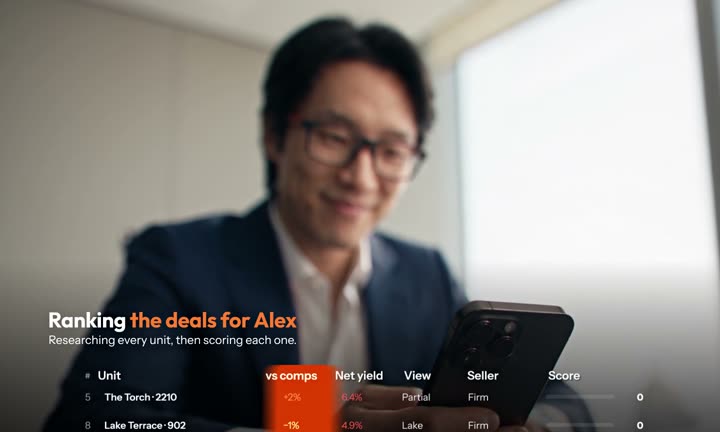 Ranking the deals for Alex
Researching every unit, then scoring each one.
# Unit vs comps Net yield View Seller Score
5 The Torch · 2210 +2% 6.4% Partial Firm 0
8 Lake Terrace · 902 −1% 4.9% Lake Firm 0